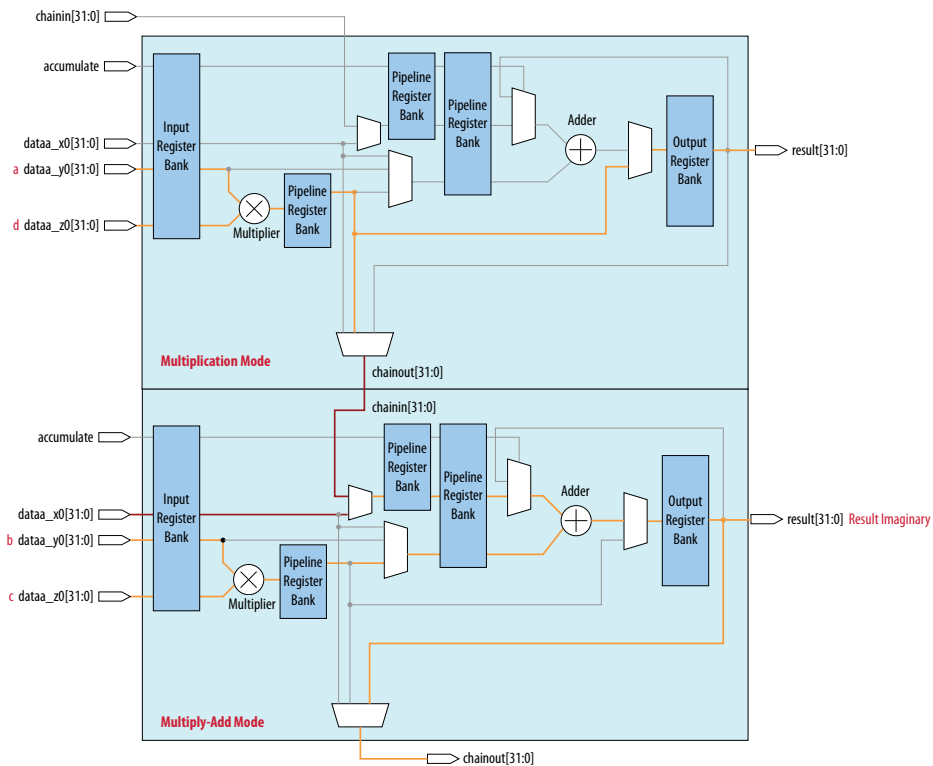 chainin[31:0]
accumulate
dataa_x0[31:0]
a dataa_y0[31:0]
d dataa_z0[31:0]
Input
Register
Bank
Multiplier
Pipeline
Register
Bank
Pipeline
Register
Bank
Pipeline
Register
Bank
Adder
Output
Register
Bank
result[31:0]
Multiplication Mode
chainout[31:0]
chainin[31:0]
accumulate
dataa_x0[31:0]
b dataa_y0[31:0]
c dataa_z0[31:0]
Input
Register
Bank
Multiplier
Pipeline
Register
Bank
Pipeline
Register
Bank
Pipeline
Register
Bank
Adder
Output
Register
Bank
result[31:0] Result Imaginary
Multiply-Add Mode
chainout[31:0]